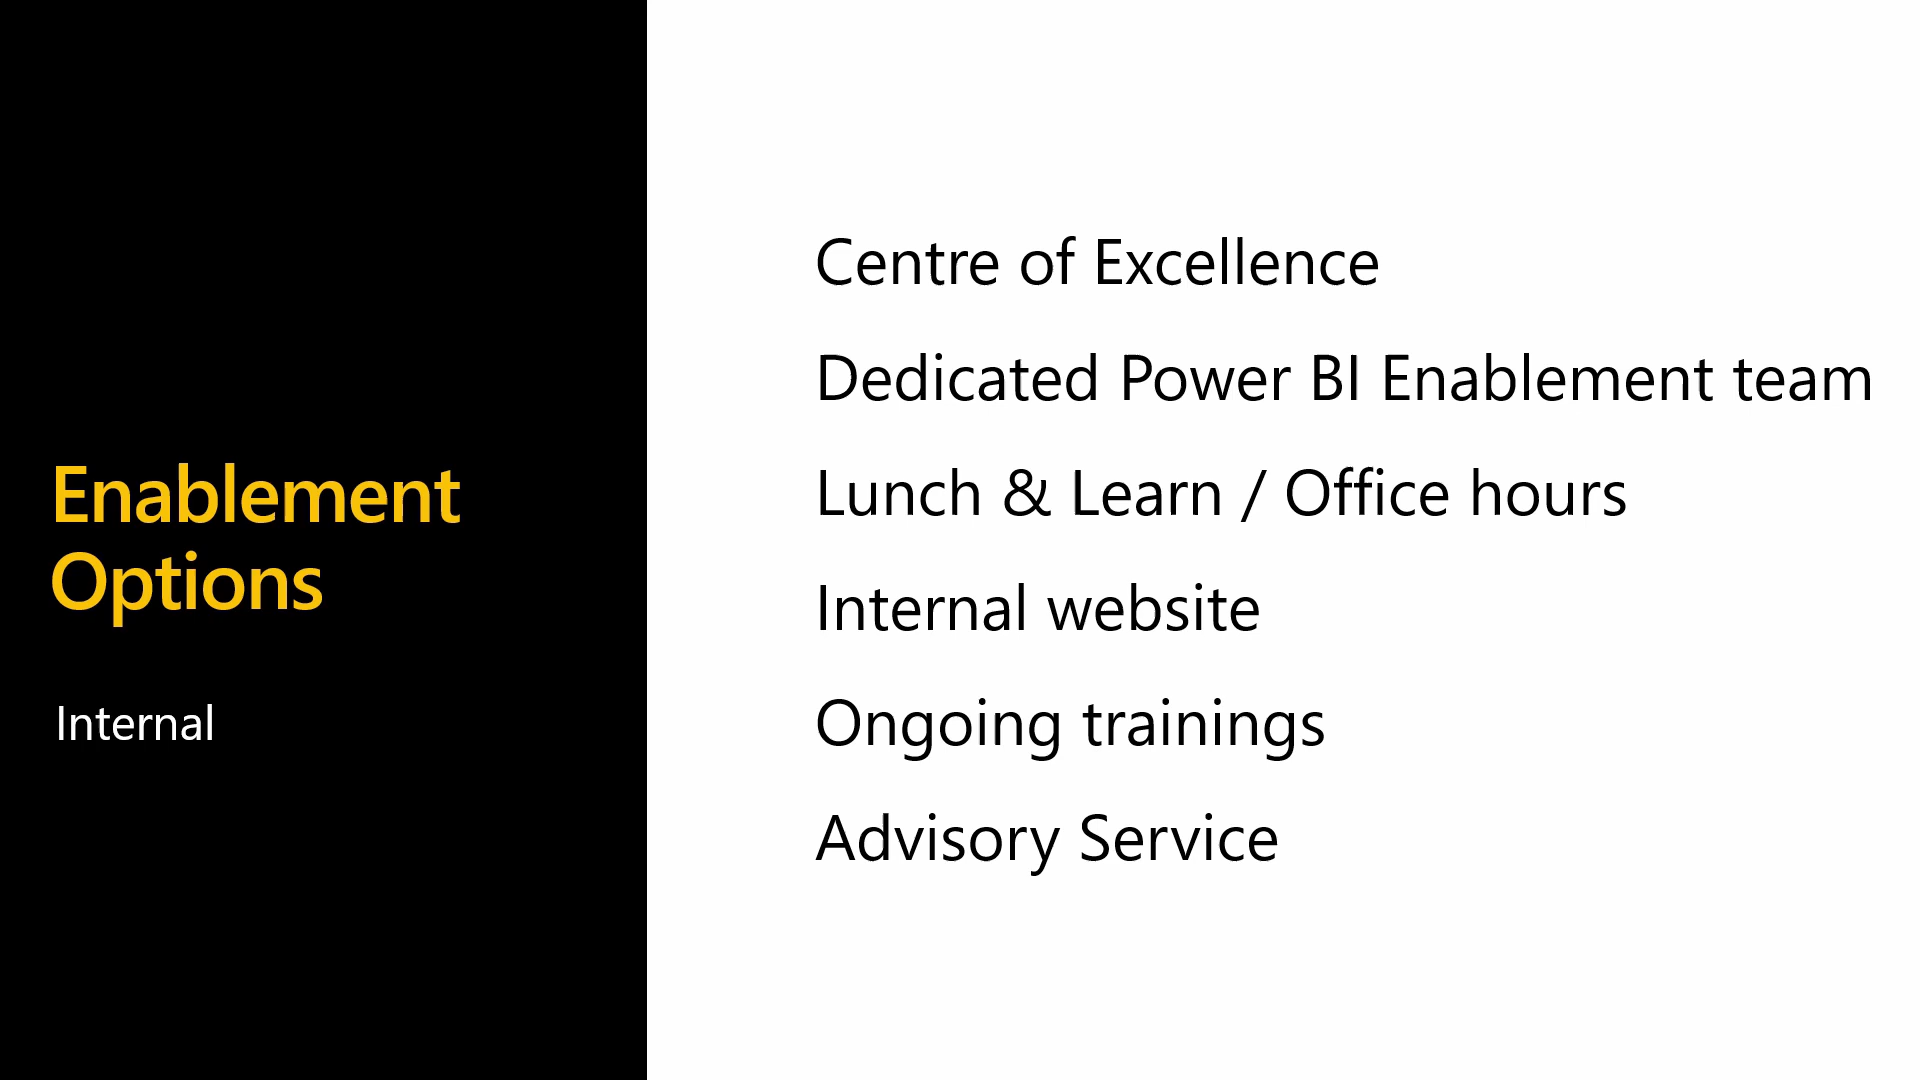 Enablement
Options
Internal
Centre of Excellence
Dedicated Power BI Enablement team
Lunch & Learn / Office hours
Internal website
Ongoing trainings
Advisory Service